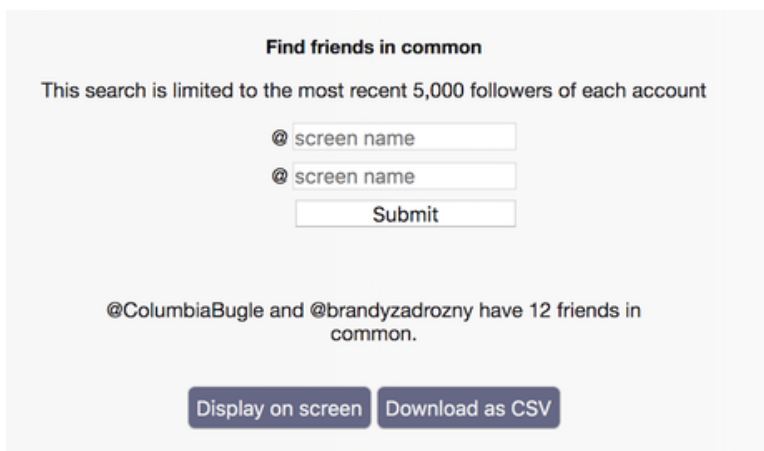 Find friends in common
This search is limited to the most recent 5,000 followers of each account
@ screen name
@ screen name
Submit
@ColumbiaBugle and @brandyzadrozny have 12 friends in
common.
Display on screen Download as CSV